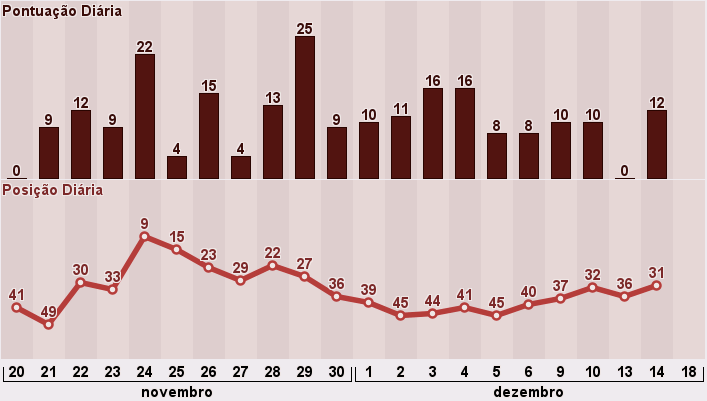 Pontuação Diária
0 9 12 9 22 4 15 4 13 25 9 10 11 16 16 8 8 10 10 0 12
Posição Diária
41 49 30 33 9 15 23 29 22 27 36 39 45 44 41 45 40 37 32 36 31
20 21 22 23 24 25 26 27 28 29 30 1 2 3 4 5 6 9 10 13 14 18
novembro dezembro